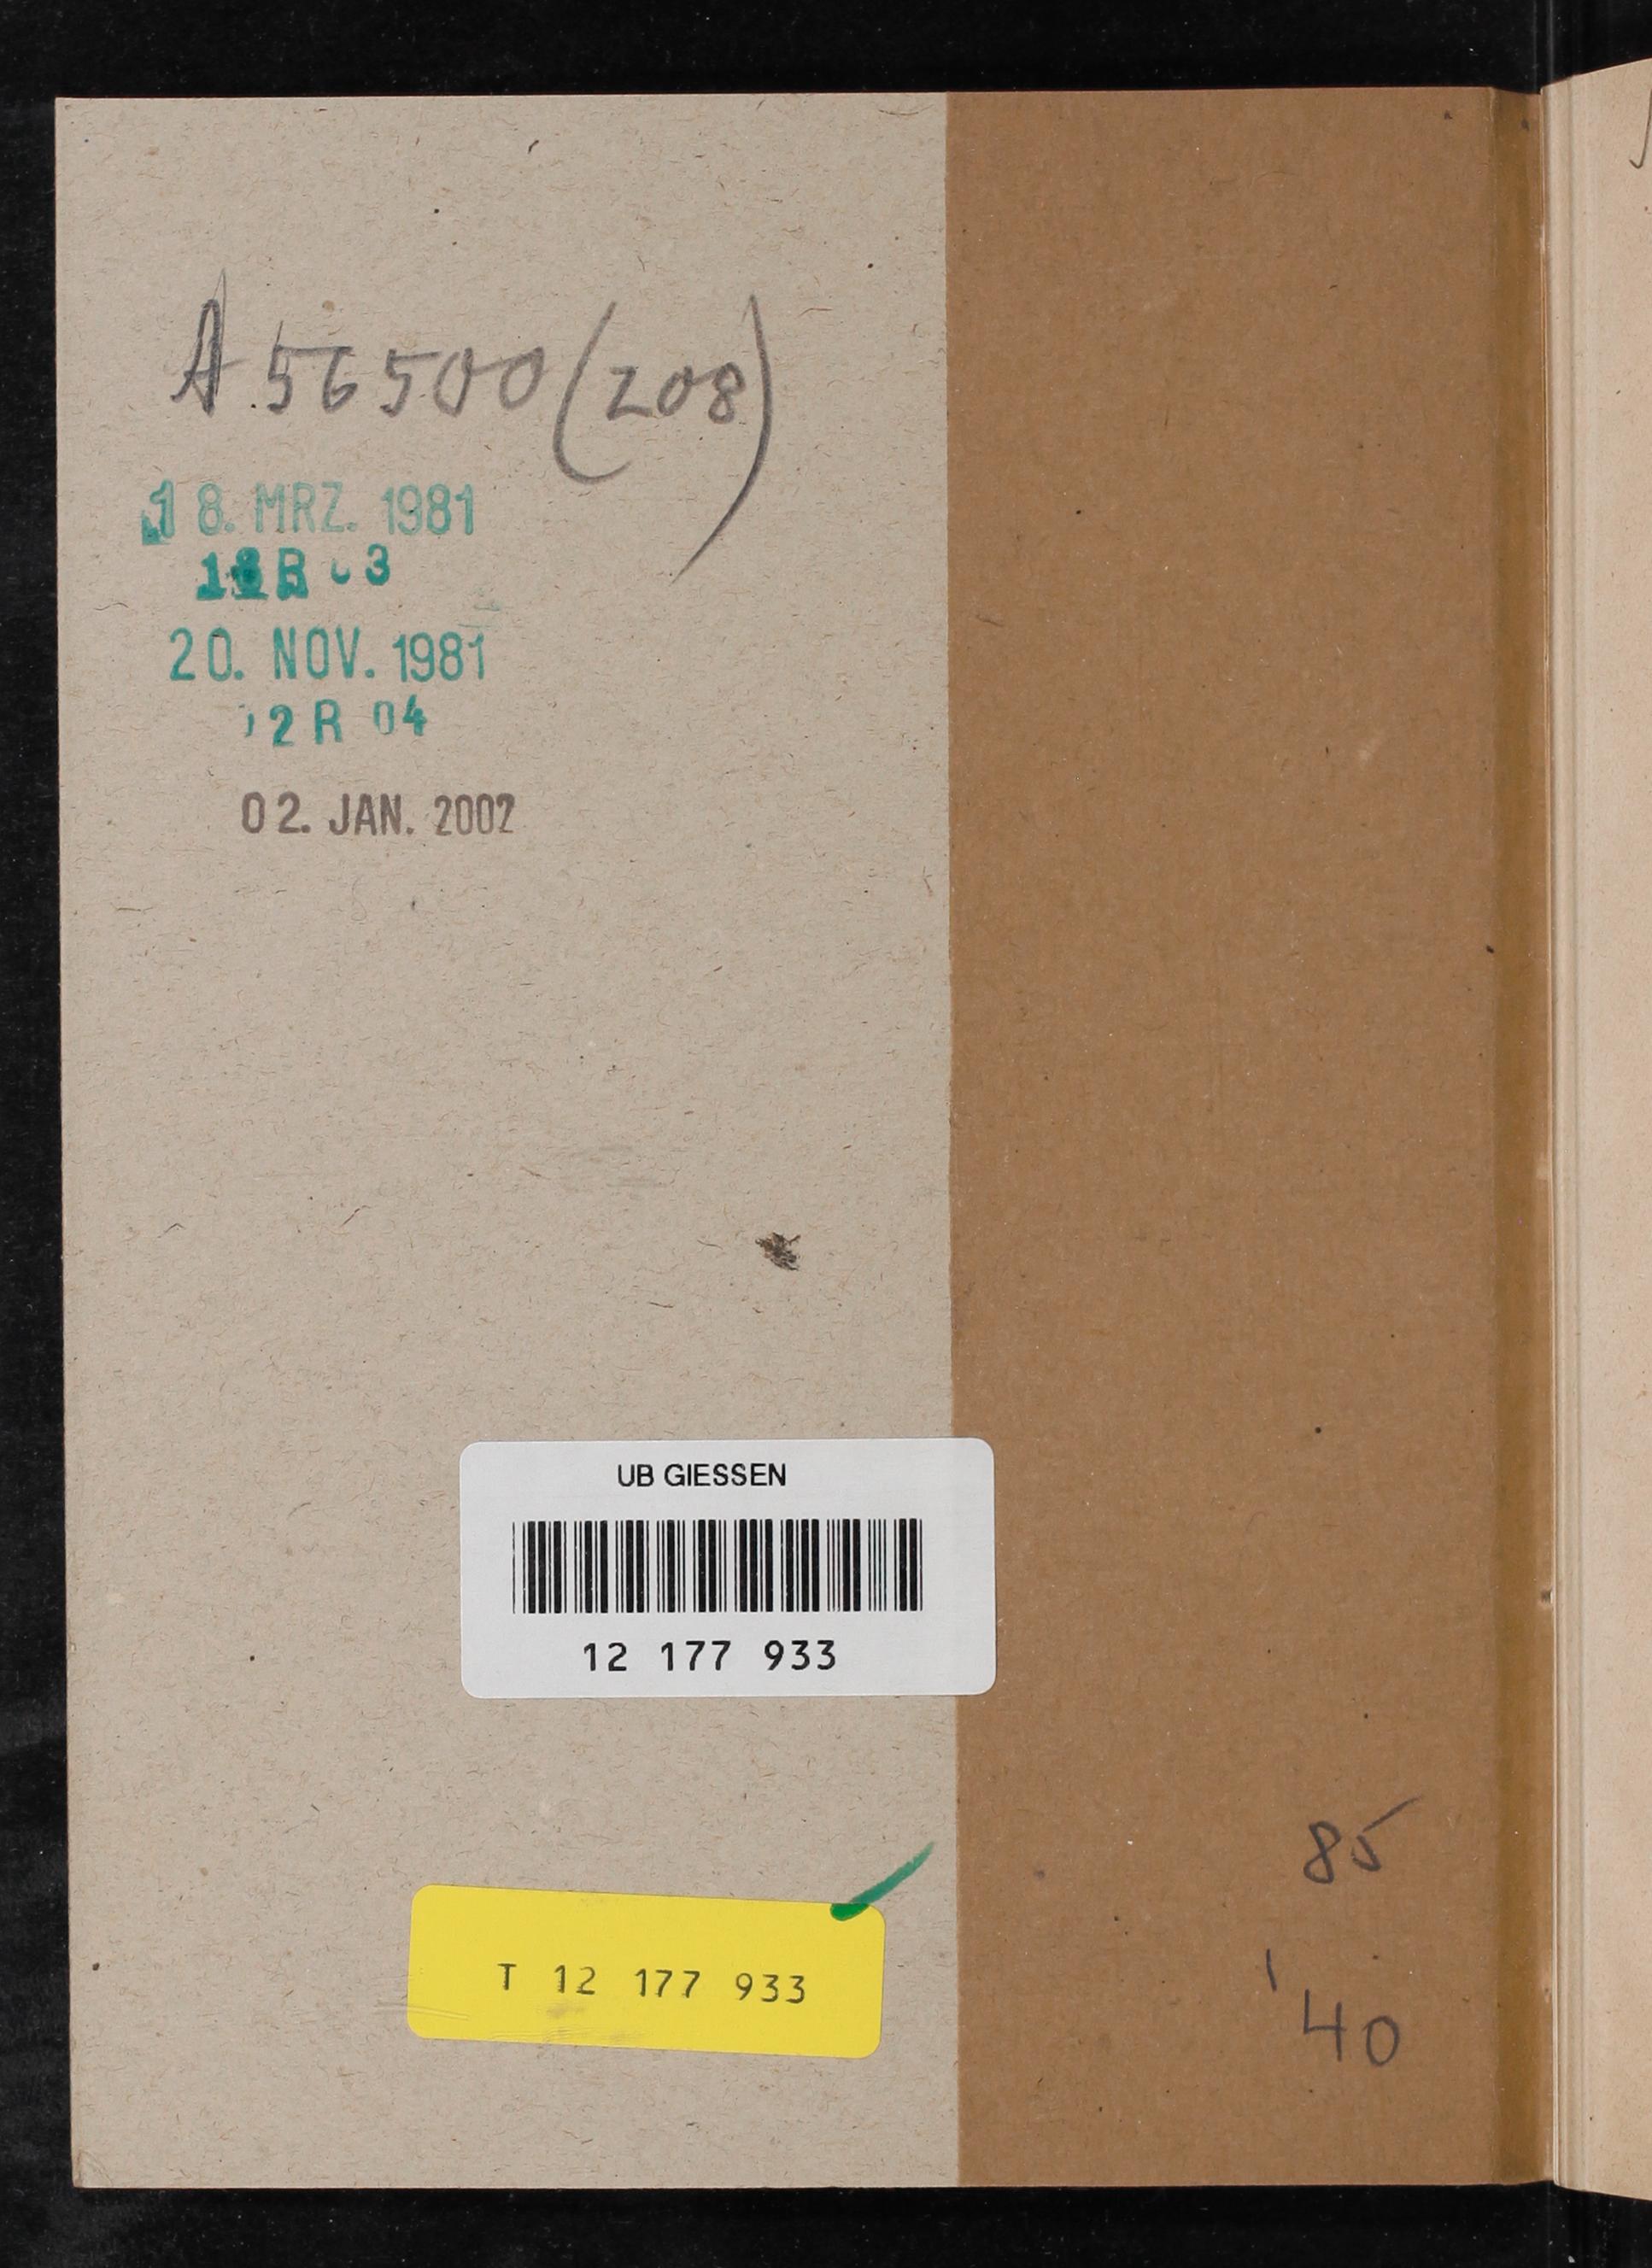 A 56500 (208)
18. MRZ. 1981
20. NOV. 1981
2 R 04
02. JAN. 2002
UB GIESSEN
12 177 933
85
T 12 177 933
40